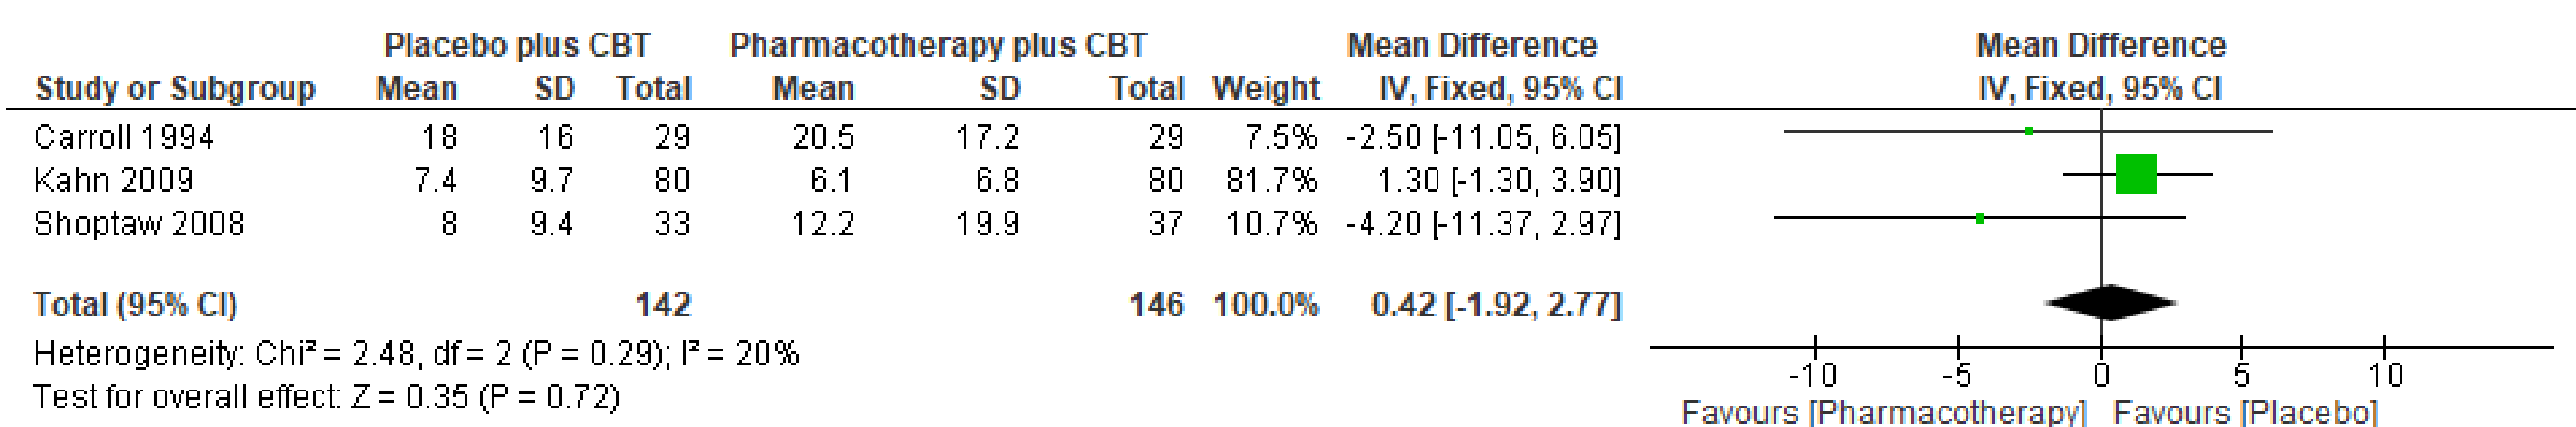 Placebo plus CBT Pharmacotherapy plus CBT Mean Difference Mean Difference
Study or Subgroup Mean SD Total Mean SD Total Weight IV, Fixed, 95% CI IV, Fixed, 95% CI
Carroll 1994 18 16 29 20.5 17.2 29 7.5% -2.50 [-11.05, 6.05]
Kahn 2009 7.4 9.7 80 6.1 6.8 80 81.7% 1.30 [-1.30, 3.90]
Shoptaw 2008 8 9.4 33 12.2 19.9 37 10.7% -4.20 [-11.37, 2.97]
Total (95% CI) 142 146 100.0% 0.42 [-1.92, 2.77]
Heterogeneity: Chi² = 2.48, df = 2 (P = 0.29); I² = 20%
Test for overall effect: Z = 0.35 (P = 0.72)
-10 -5 0 5 10
Favours [Pharmacotherapy] Favours [Placebo]